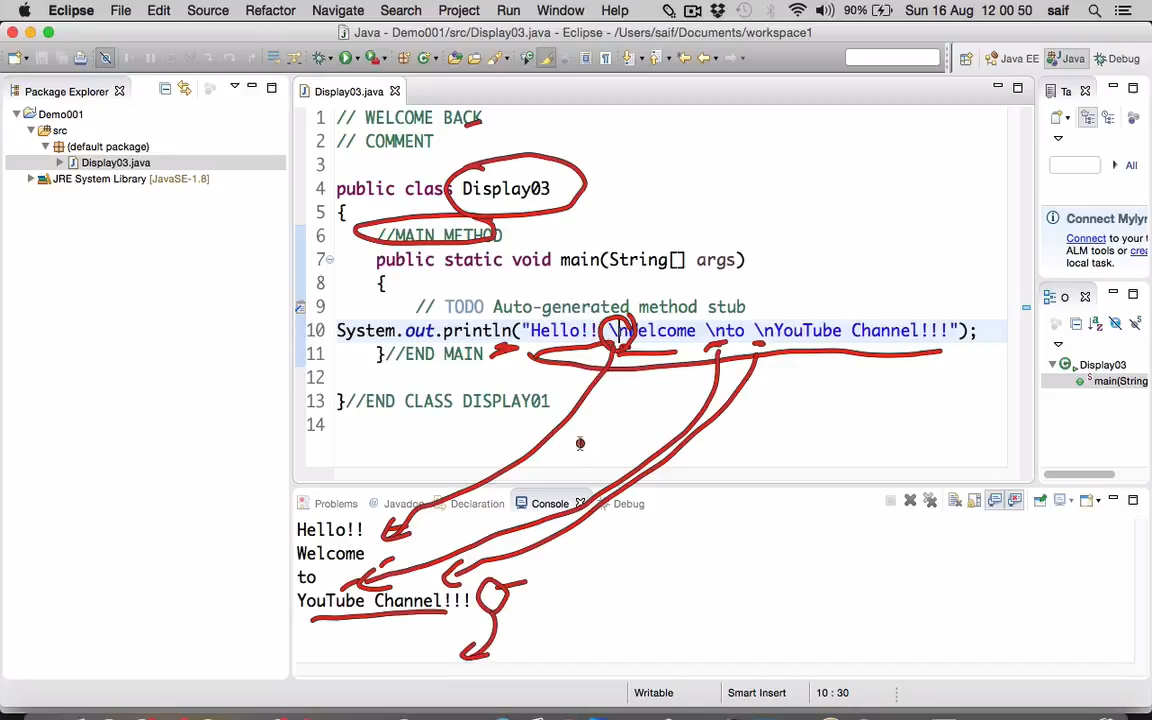 Eclipse File Edit Source Refactor Navigate Search Project Run Window Help 90% Sun 16 Aug 12 00 50 saif
Java - Demo001/src/Display03.java - Eclipse - /Users/saif/Documents/workspace1
Java EE Java Debug
Package Explorer
Demo001
src
(default package)
Display03.java
JRE System Library [JavaSE-1.8]
Display03.java
1 // WELCOME BACK
2 // COMMENT
3
4 public class Display03
5 {
6 //MAIN METHOD
7 public static void main(String[] args)
8 {
9 // TODO Auto-generated method stub
10 System.out.println("Hello!! \nWelcome \nto \nYouTube Channel!!!");
11 }//END MAIN
12
13 }//END CLASS DISPLAY01
14
Ta
All
Connect Mylyn
Connect to your t
ALM tools or crea
local task.
O
Display03
main(String
Problems Javadoc Declaration Console Debug
Hello!!
Welcome
to
YouTube Channel!!!
Writable Smart Insert 10 : 30